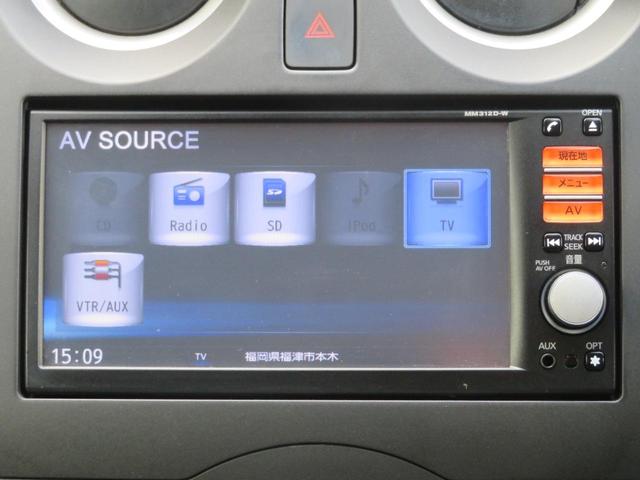 MM312D-W
OPEN
AV SOURCE
現在地
CD
Radio
SD
iPod
TV
メニュー
AV
TRACK
SEEK
音量
PUSH
AV OFF
VTR/AUX
AUX
OPT
15:09
TV
福岡県福津市本木